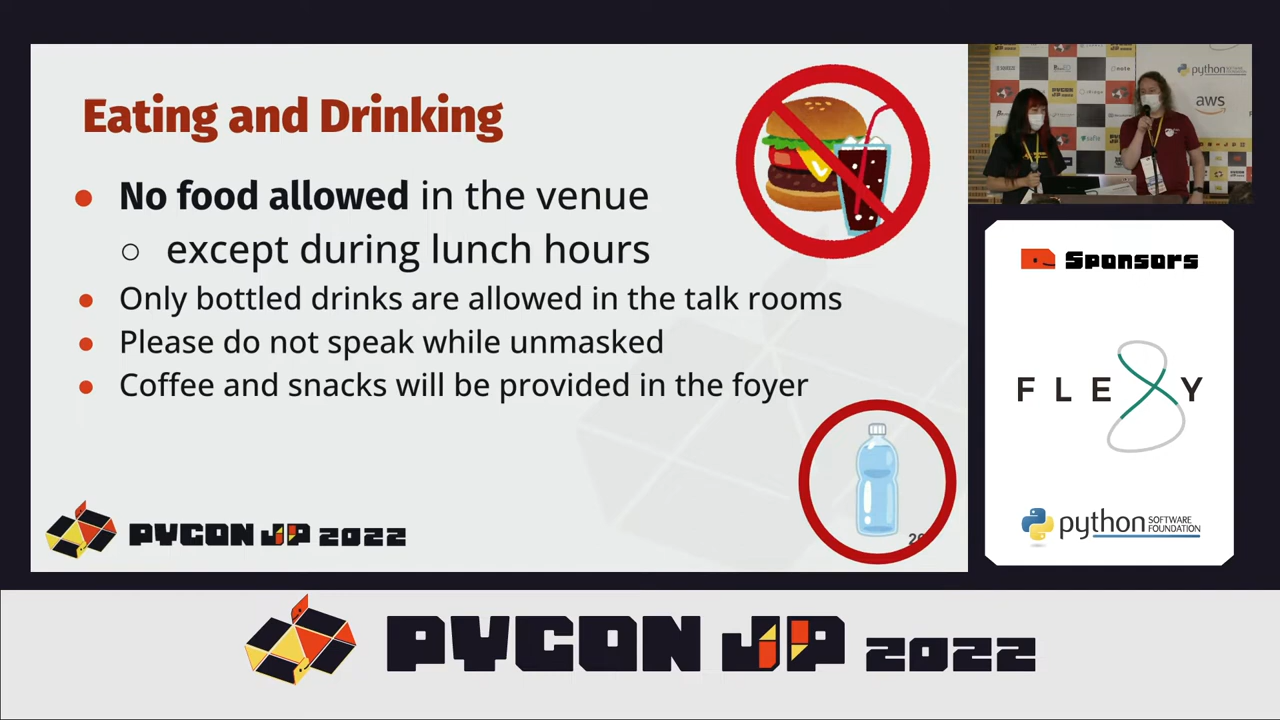 Eating and Drinking
No food allowed in the venue
except during lunch hours
Only bottled drinks are allowed in the talk rooms
Please do not speak while unmasked
Coffee and snacks will be provided in the foyer
PYCON JP 2022
python
aws
Sponsors
FLEXY
python SOFTWARE FOUNDATION
PYCON JP 2022